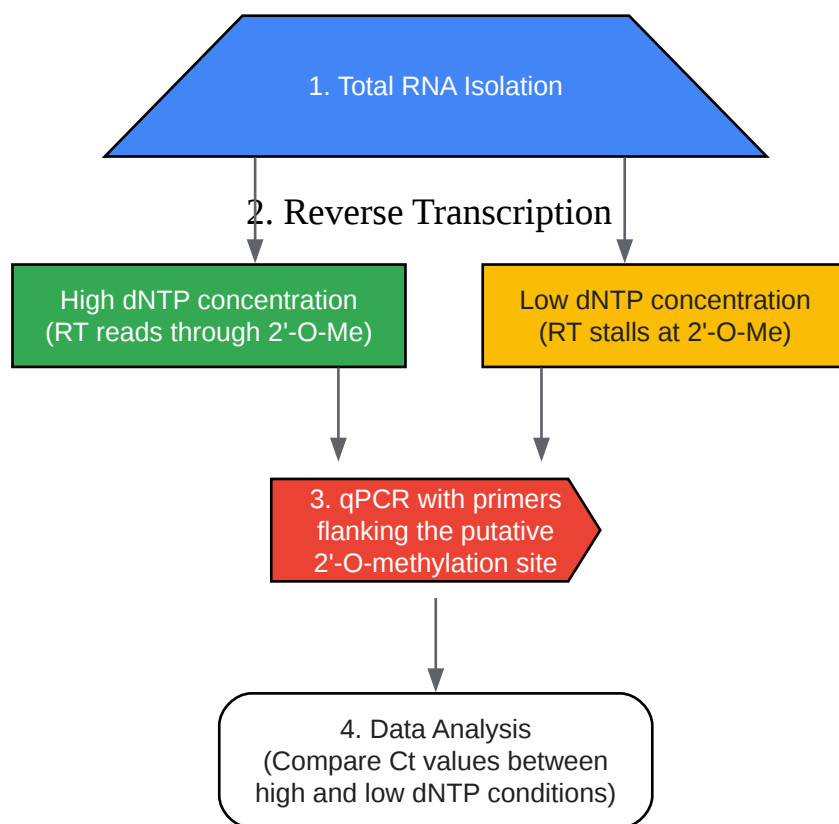 1. Total RNA Isolation
2. Reverse Transcription
High dNTP concentration
(RT reads through 2'-O-Me)
Low dNTP concentration
(RT stalls at 2'-O-Me)
3. qPCR with primers
flanking the putative
2'-O-methylation site
4. Data Analysis
(Compare Ct values between
high and low dNTP conditions)